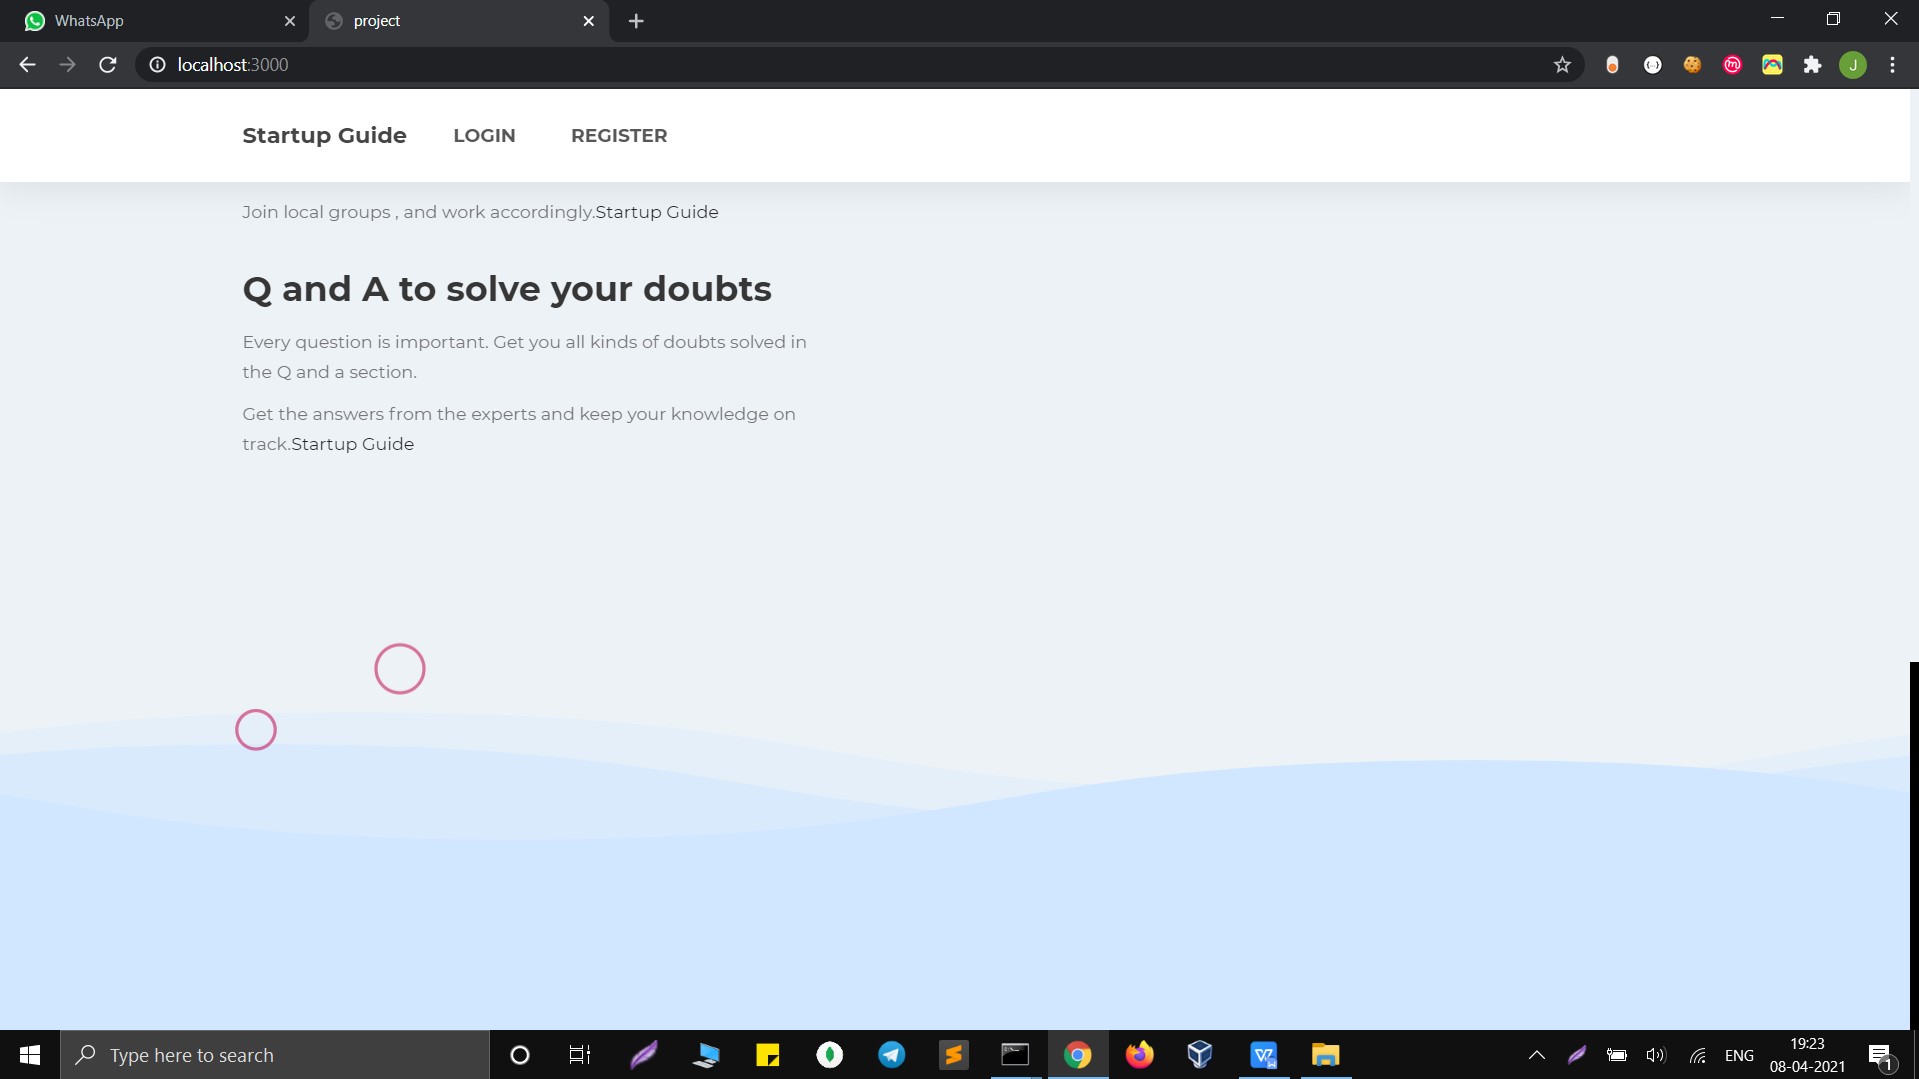 WhatsApp
project
localhost:3000
J
Startup Guide LOGIN REGISTER
Join local groups , and work accordingly.Startup Guide
Q and A to solve your doubts
Every question is important. Get you all kinds of doubts solved in
the Q and a section.
Get the answers from the experts and keep your knowledge on
track.Startup Guide
Type here to search
ENG
19:23
08-04-2021
1